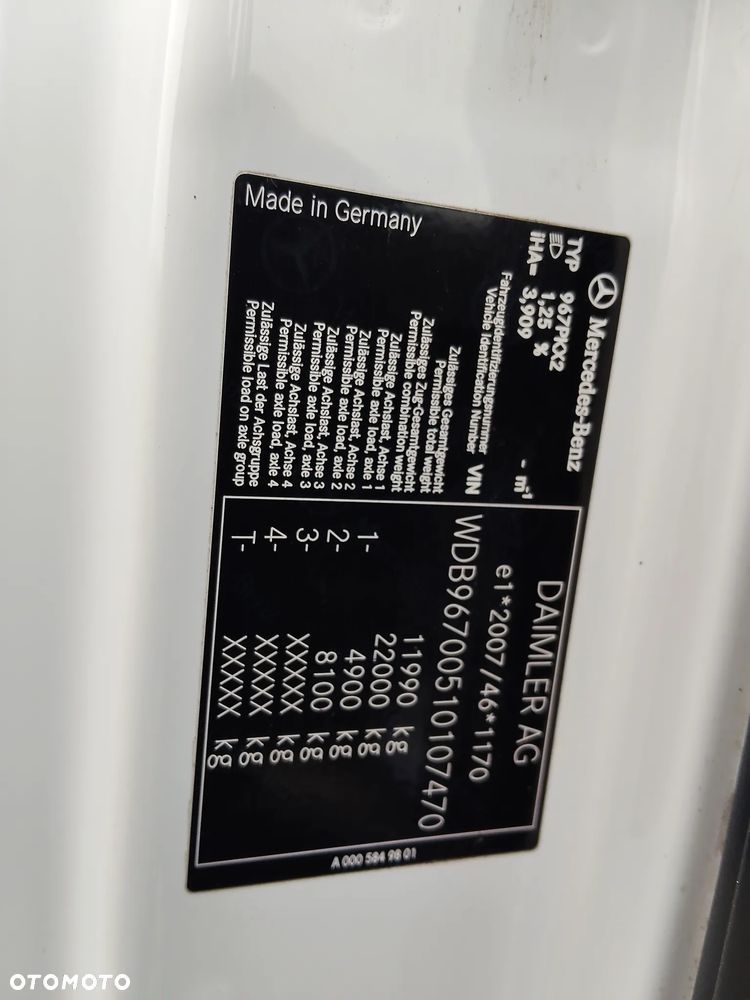 Mercedes-Benz
TYP 967PKX2
1,25 %
iHA= 3,909
- m⁻¹
DAIMLER AG
e1*2007/46*1170
Fahrzeugidentifizierungsnummer
Vehicle Identification Number VIN WDB96700510107470
Zulässiges Gesamtgewicht
Permissible total weight 11990 kg
Zulässiges Zug-Gesamtgewicht
Permissible combination weight 22000 kg
Zulässige Achslast, Achse 1
Permissible axle load, axle 1 1- 4900 kg
Zulässige Achslast, Achse 2
Permissible axle load, axle 2 2- 8100 kg
Zulässige Achslast, Achse 3
Permissible axle load, axle 3 3- XXXXX kg
Zulässige Achslast, Achse 4
Permissible axle load, axle 4 4- XXXXX kg
Zulässige Last der Achsgruppe
Permissible load on axle group T- XXXXX kg
Made in Germany
A 000 584 98 01
OTOMOTO